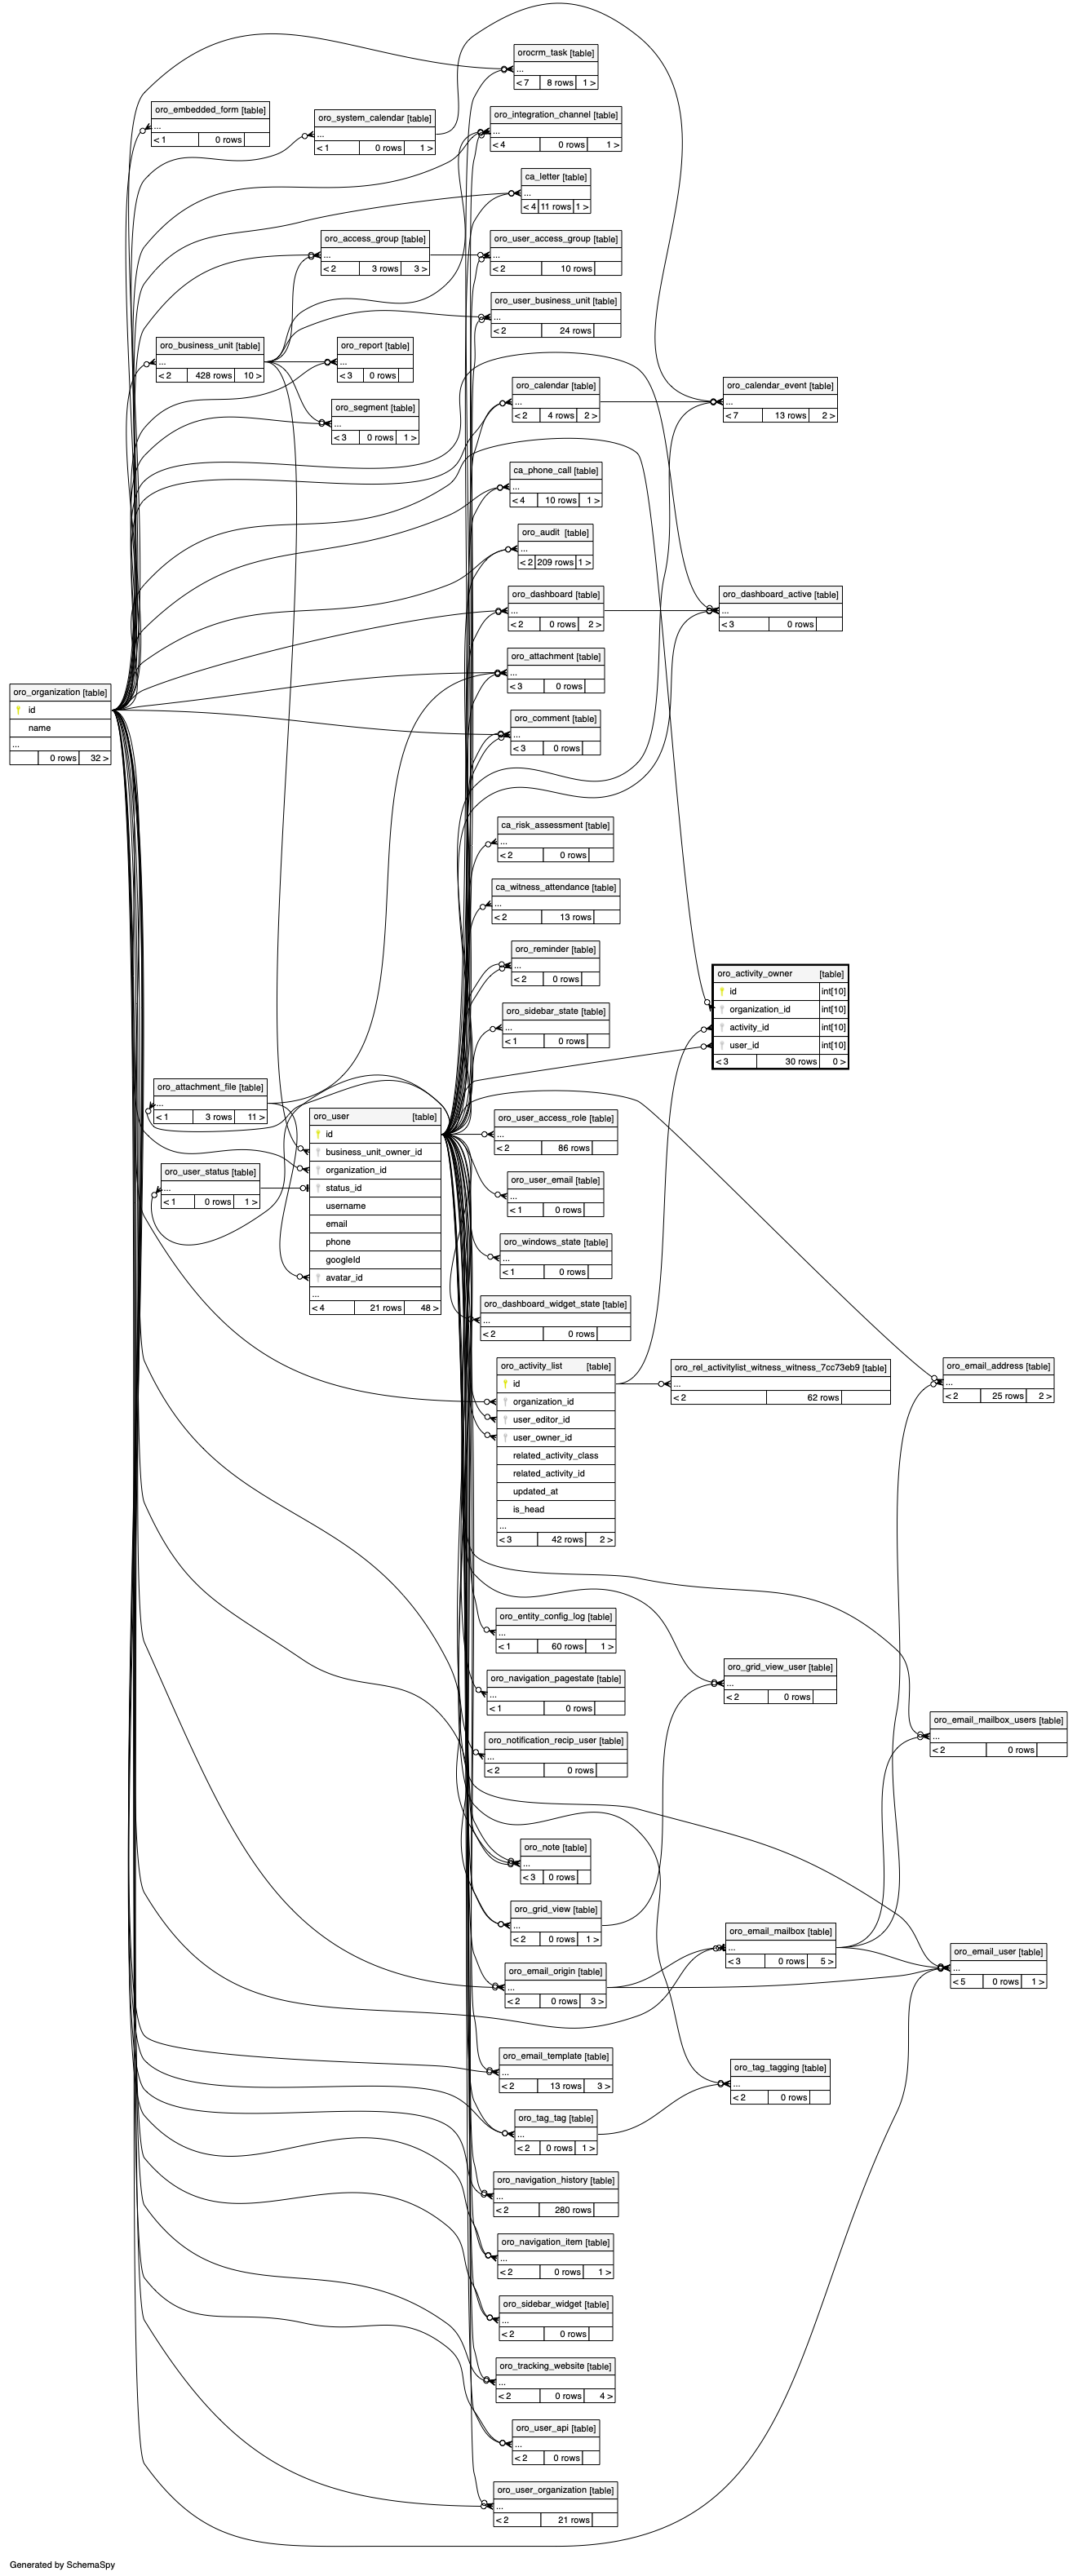 orocrm_task [table]
...
< 7 8 rows 1 >
oro_embedded_form [table]
...
< 1 0 rows
oro_system_calendar [table]
...
< 1 0 rows 1 >
oro_integration_channel [table]
...
< 4 0 rows 1 >
ca_letter [table]
...
< 4 11 rows 1 >
oro_access_group [table]
...
< 2 3 rows 3 >
oro_user_access_group [table]
...
< 2 10 rows
oro_user_business_unit [table]
...
< 2 24 rows
oro_business_unit [table]
...
< 2 428 rows 10 >
oro_report [table]
...
< 3 0 rows
oro_segment [table]
...
< 3 0 rows 1 >
oro_calendar [table]
...
< 2 4 rows 2 >
oro_calendar_event [table]
...
< 7 13 rows 2 >
ca_phone_call [table]
...
< 4 10 rows 1 >
oro_audit [table]
...
< 2 209 rows 1 >
oro_dashboard [table]
...
< 2 0 rows 2 >
oro_dashboard_active [table]
...
< 3 0 rows
oro_attachment [table]
...
< 3 0 rows
oro_organization [table]
id
name
...
0 rows 32 >
oro_comment [table]
...
< 3 0 rows
ca_risk_assessment [table]
...
< 2 0 rows
ca_witness_attendance [table]
...
< 2 13 rows
oro_reminder [table]
...
< 2 0 rows
oro_activity_owner [table]
id int[10]
organization_id int[10]
activity_id int[10]
user_id int[10]
< 3 30 rows 0 >
oro_sidebar_state [table]
...
< 1 0 rows
oro_attachment_file [table]
...
< 1 3 rows 11 >
oro_user [table]
id
business_unit_owner_id
organization_id
status_id
username
email
phone
googleId
avatar_id
...
< 4 21 rows 48 >
oro_user_status [table]
...
< 1 0 rows 1 >
oro_user_access_role [table]
...
< 2 86 rows
oro_user_email [table]
...
< 1 0 rows
oro_windows_state [table]
...
< 1 0 rows
oro_dashboard_widget_state [table]
...
< 2 0 rows
oro_activity_list [table]
id
organization_id
user_editor_id
user_owner_id
related_activity_class
related_activity_id
updated_at
is_head
...
< 3 42 rows 2 >
oro_rel_activitylist_witness_witness_7cc73eb9 [table]
...
< 2 62 rows
oro_email_address [table]
...
< 2 25 rows 2 >
oro_entity_config_log [table]
...
< 1 60 rows 1 >
oro_navigation_pagestate [table]
...
< 1 0 rows
oro_grid_view_user [table]
...
< 2 0 rows
oro_email_mailbox_users [table]
...
< 2 0 rows
oro_notification_recip_user [table]
...
< 2 0 rows
oro_note [table]
...
< 3 0 rows
oro_grid_view [table]
...
< 2 0 rows 1 >
oro_email_mailbox [table]
...
< 3 0 rows 5 >
oro_email_user [table]
...
< 5 0 rows 1 >
oro_email_origin [table]
...
< 2 0 rows 3 >
oro_email_template [table]
...
< 2 13 rows 3 >
oro_tag_tagging [table]
...
< 2 0 rows
oro_tag_tag [table]
...
< 2 0 rows 1 >
oro_navigation_history [table]
...
< 2 280 rows
oro_navigation_item [table]
...
< 2 0 rows 1 >
oro_sidebar_widget [table]
...
< 2 0 rows
oro_tracking_website [table]
...
< 2 0 rows 4 >
oro_user_api [table]
...
< 2 0 rows
oro_user_organization [table]
...
< 2 21 rows
Generated by SchemaSpy